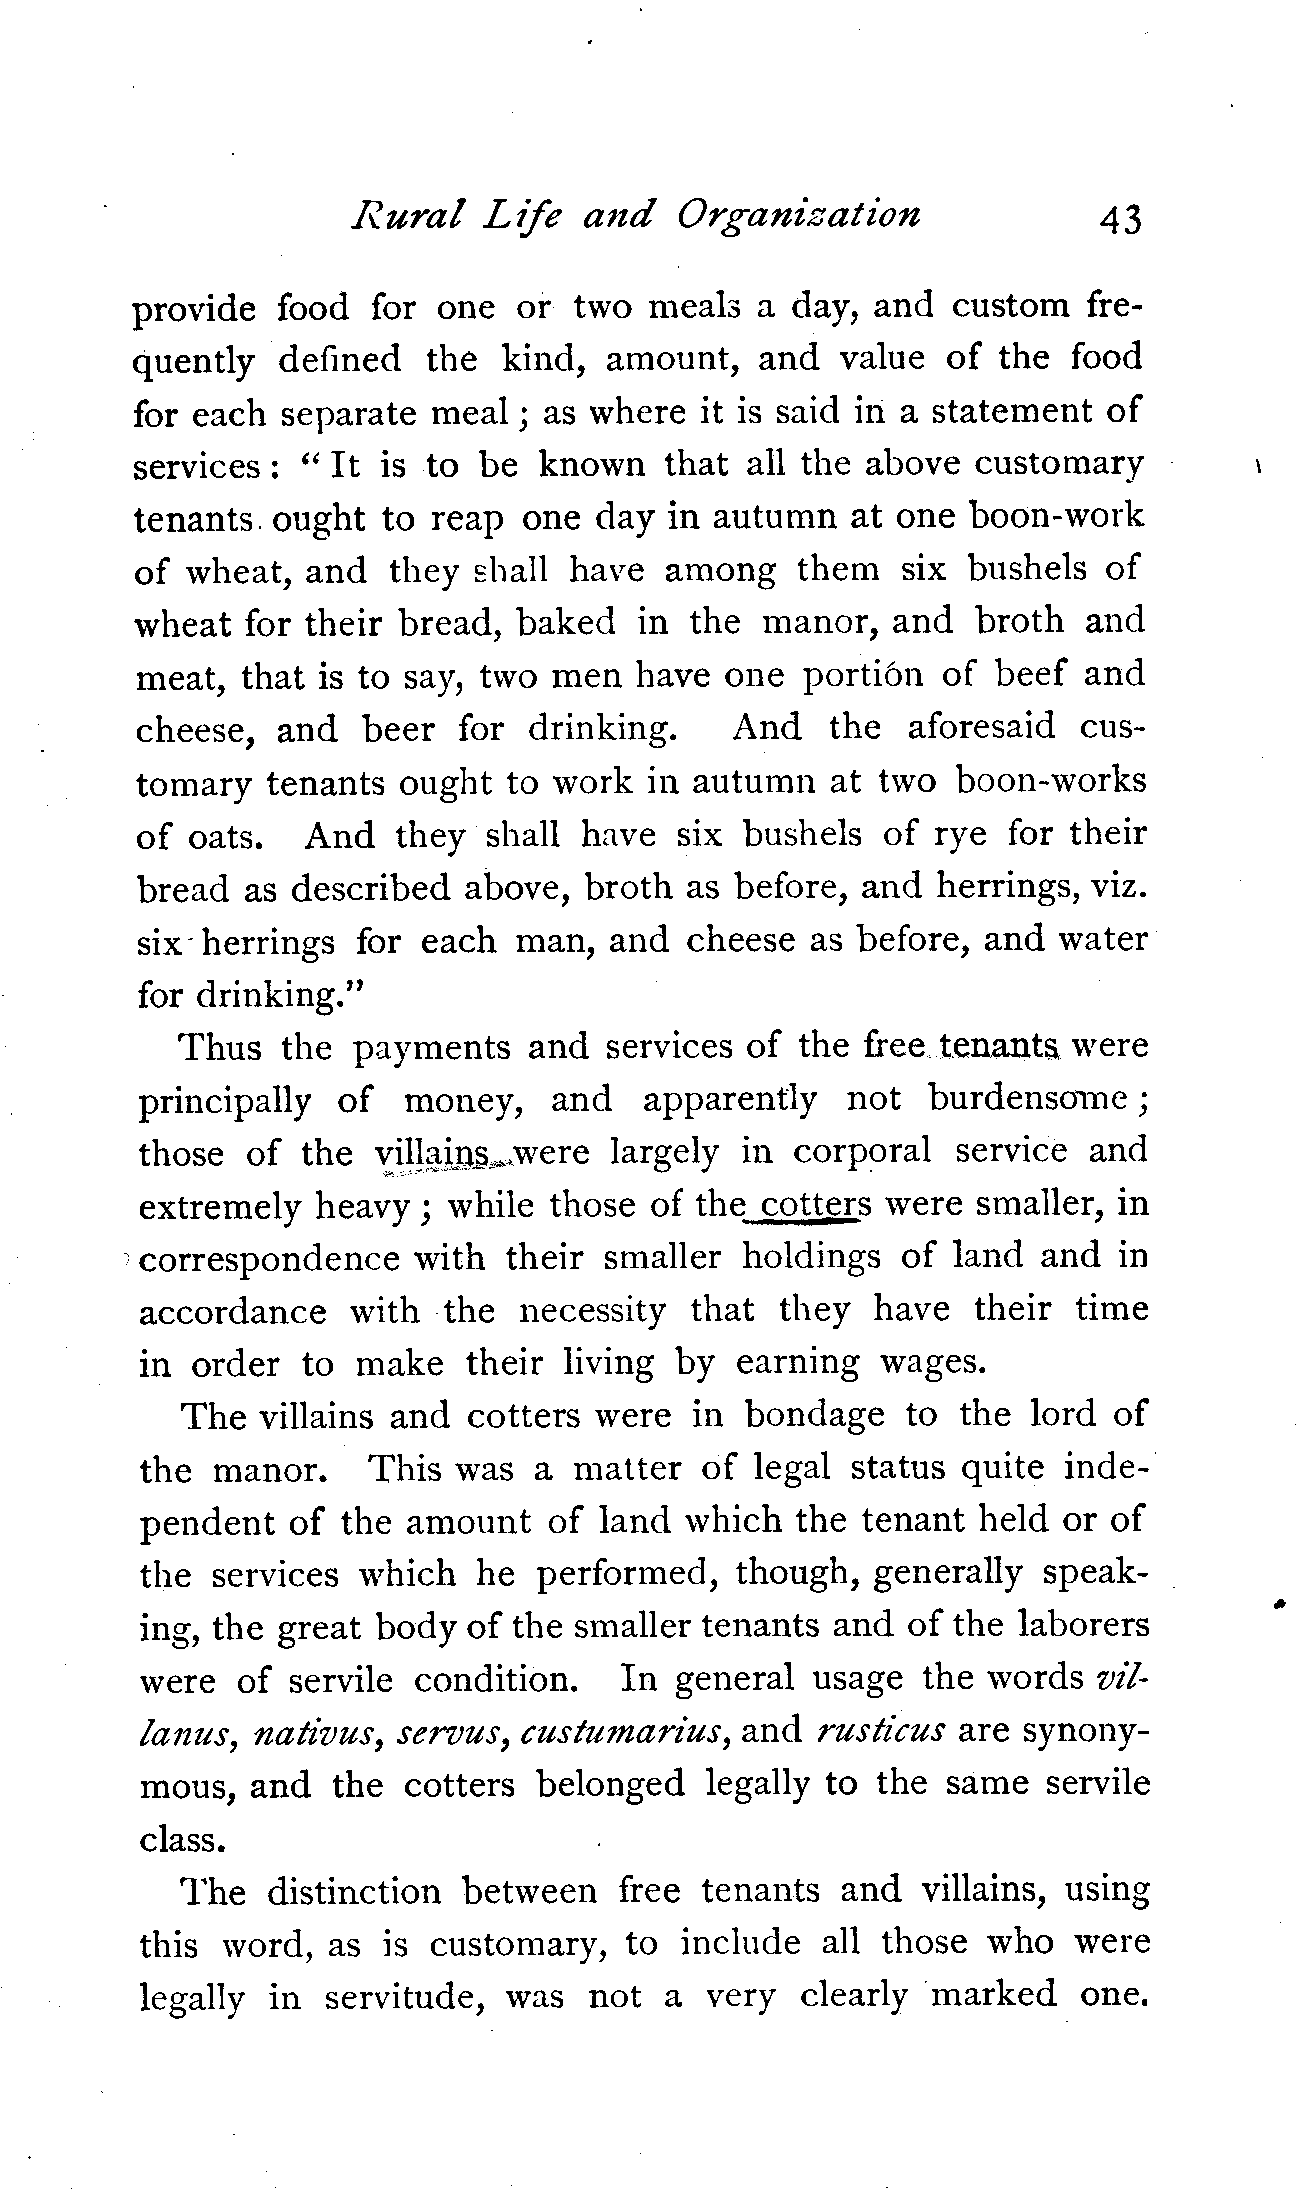 Rural Life and Organization 43
provide food for one or two meals a day, and custom fre-
quently defined the kind, amount, and value of the food
for each separate meal ; as where it is said in a statement of
services : “ It is to be known that all the above customary
tenants. ought to reap one day in autumn at one boon-work
of wheat, and they shall have among them six bushels of
wheat for their bread, baked in the manor, and broth and
meat, that is to say, two men have one portion of beef and
cheese, and beer for drinking. And the aforesaid cus-
tomary tenants ought to work in autumn at two boon-works
of oats. And they shall have six bushels of rye for their
bread as described above, broth as before, and herrings, viz.
six herrings for each man, and cheese as before, and water
for drinking.”
Thus the payments and services of the free tenants were
principally of money, and apparently not burdensome ;
those of the villains were largely in corporal service and
extremely heavy ; while those of the cotters were smaller, in
correspondence with their smaller holdings of land and in
accordance with the necessity that they have their time
in order to make their living by earning wages.
The villains and cotters were in bondage to the lord of
the manor. This was a matter of legal status quite inde-
pendent of the amount of land which the tenant held or of
the services which he performed, though, generally speak-
ing, the great body of the smaller tenants and of the laborers
were of servile condition. In general usage the words vil-
lanus, nativus, servus, custumarius, and rusticus are synony-
mous, and the cotters belonged legally to the same servile
class.
The distinction between free tenants and villains, using
this word, as is customary, to include all those who were
legally in servitude, was not a very clearly marked one.